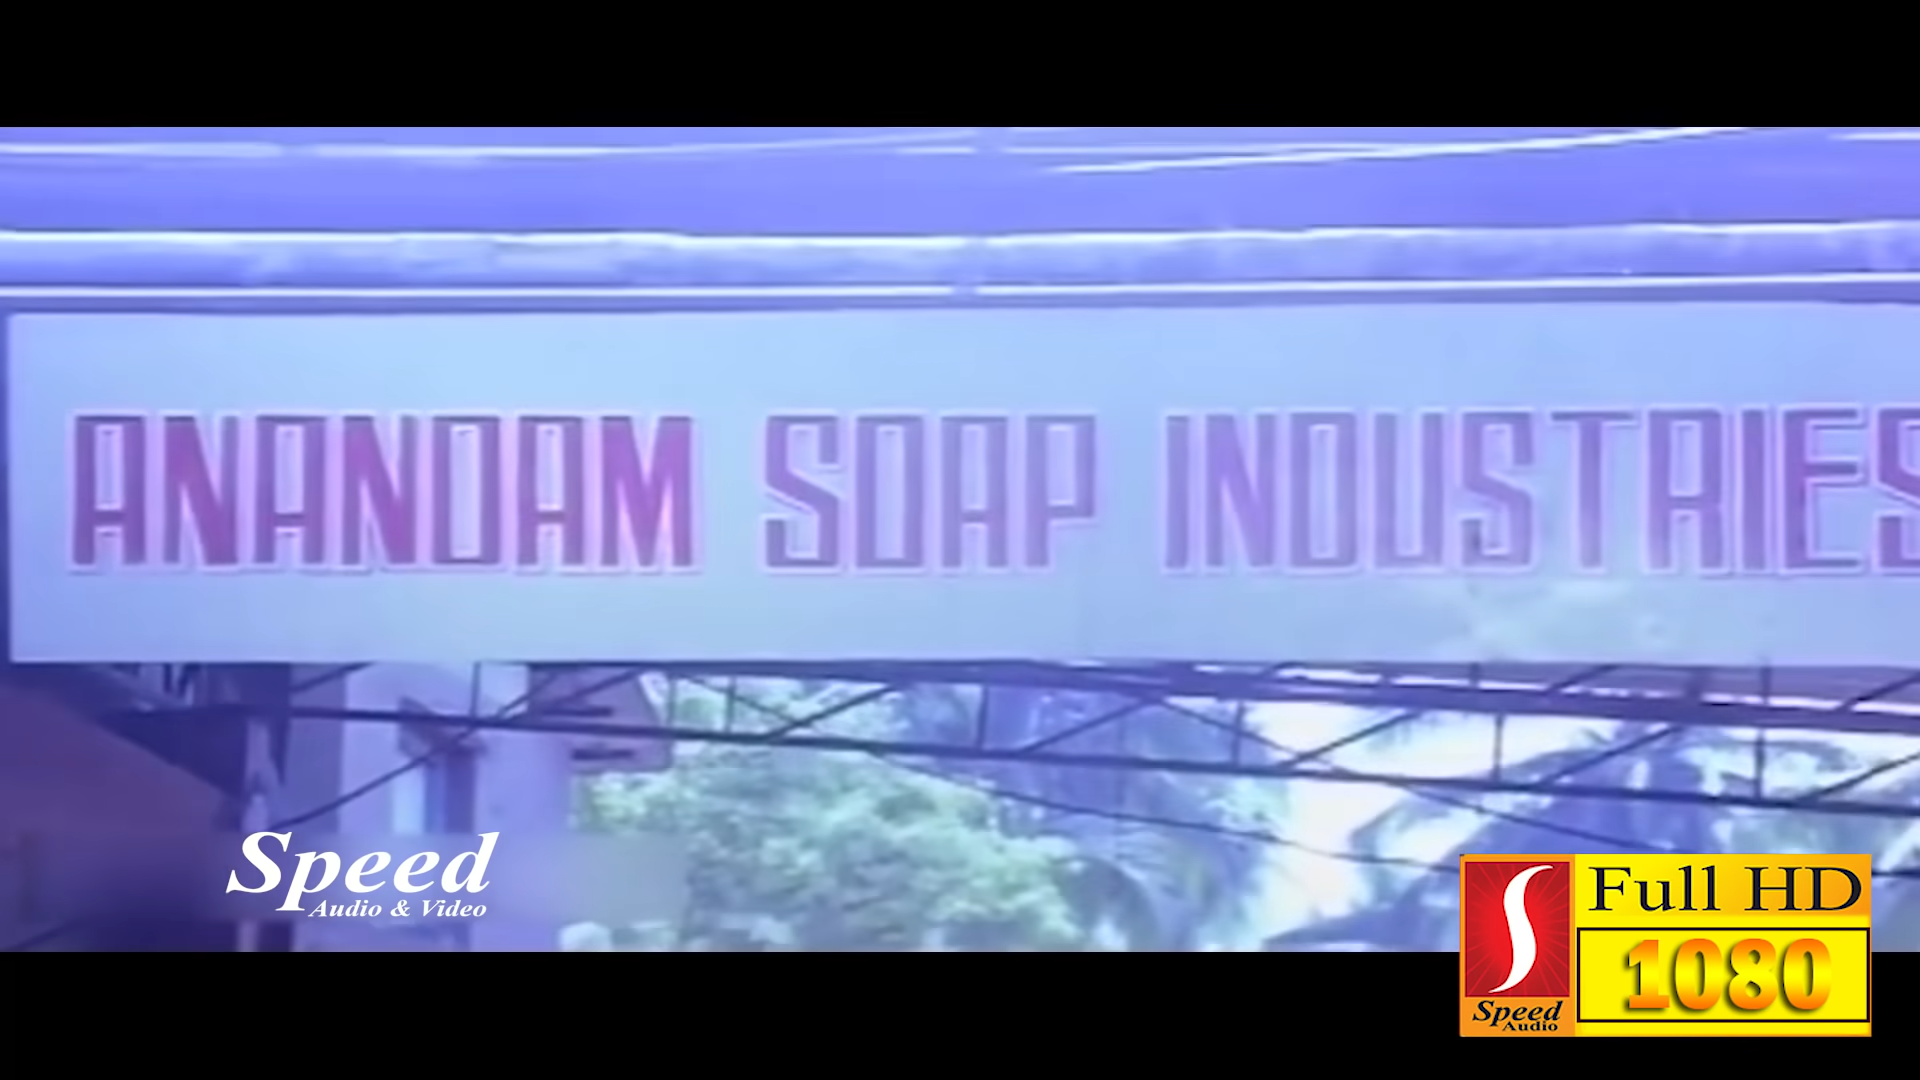 ANANDAM SOAP INDUSTRIES
Speed
Audio & Video
Full HD
1080
Speed
Audio